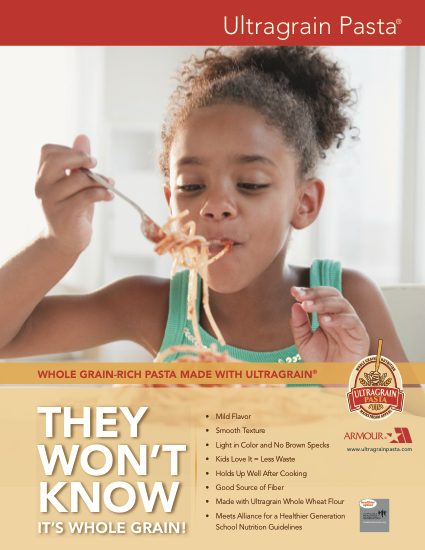 Ultragrain Pasta®
WHOLE GRAIN-RICH PASTA MADE WITH ULTRAGRAIN®
ULTRAGRAIN
PASTA
ARMOUR
www.ultragrainpasta.com
THEY
WON'T
KNOW
IT'S WHOLE GRAIN!
• Mild Flavor
• Smooth Texture
• Light in Color and No Brown Specks
• Kids Love It = Less Waste
• Holds Up Well After Cooking
• Good Source of Fiber
• Made with Ultragrain Whole Wheat Flour
• Meets Alliance for a Healthier Generation
School Nutrition Guidelines